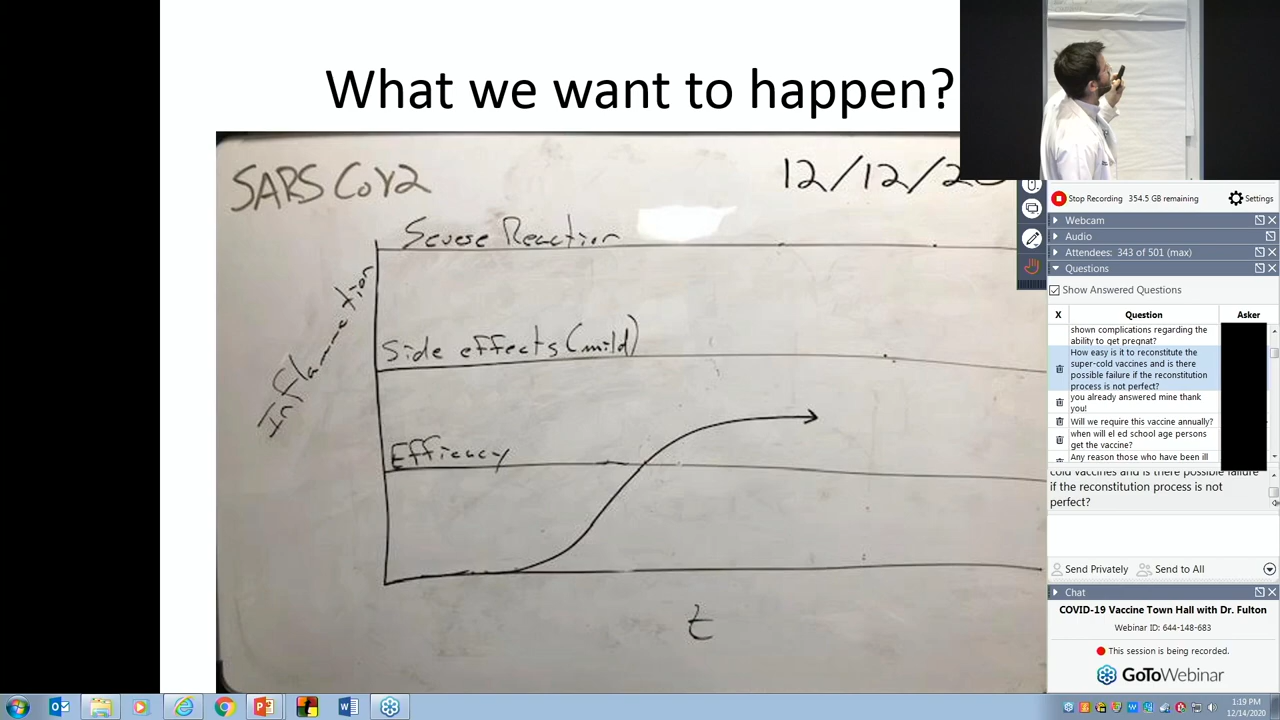 What we want to happen?
SARS CoV2
12/12/20
Severe Reaction
Inflammation
Side effects (mild)
Efficacy
t
Stop Recording 354.5 GB remaining
Settings
Webcam
Audio
Attendees: 343 of 501 (max)
Questions
Show Answered Questions
X Question Asker
shown complications regarding the
ability to get pregnat?
How easy is it to reconstitute the
super-cold vaccines and is there
possible failure if the reconstitution
process is not perfect?
you already answered mine thank
you!
Will we require this vaccine annually?
when will el ed school age persons
get the vaccine?
Any reason those who have been ill
cold vaccines and is there possible failure
if the reconstitution process is not
perfect?
Send Privately Send to All
Chat
COVID-19 Vaccine Town Hall with Dr. Fulton
Webinar ID: 644-148-683
This session is being recorded.
GoToWebinar
1:19 PM
12/14/2020